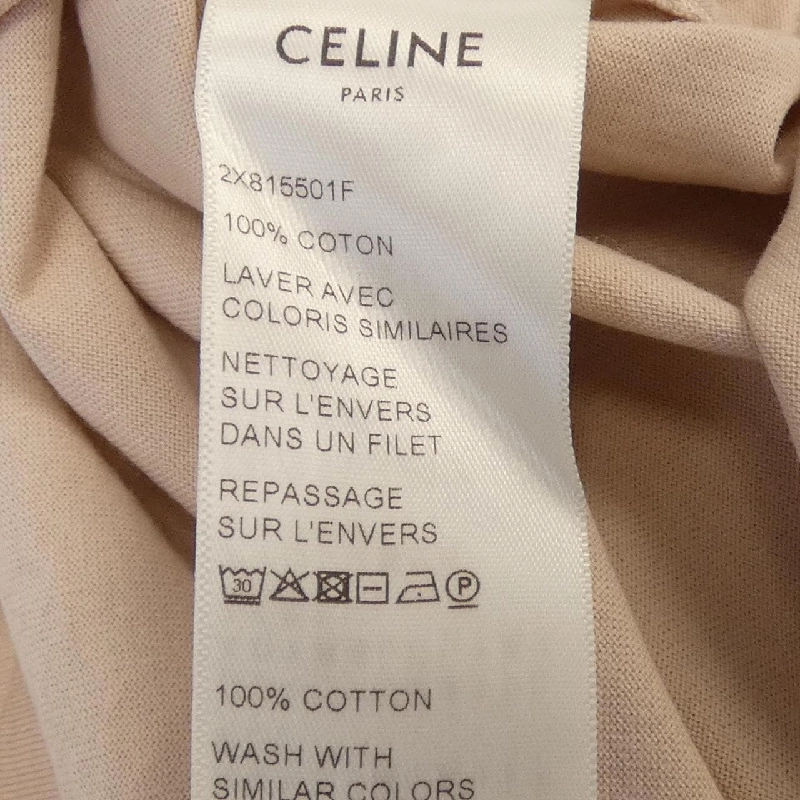 CELINE
PARIS
2X815501F
100% COTON
LAVER AVEC
COLORIS SIMILAIRES
NETTOYAGE
SUR L'ENVERS
DANS UN FILET
REPASSAGE
SUR L'ENVERS
30 P
100% COTTON
WASH WITH
SIMILAR COLORS